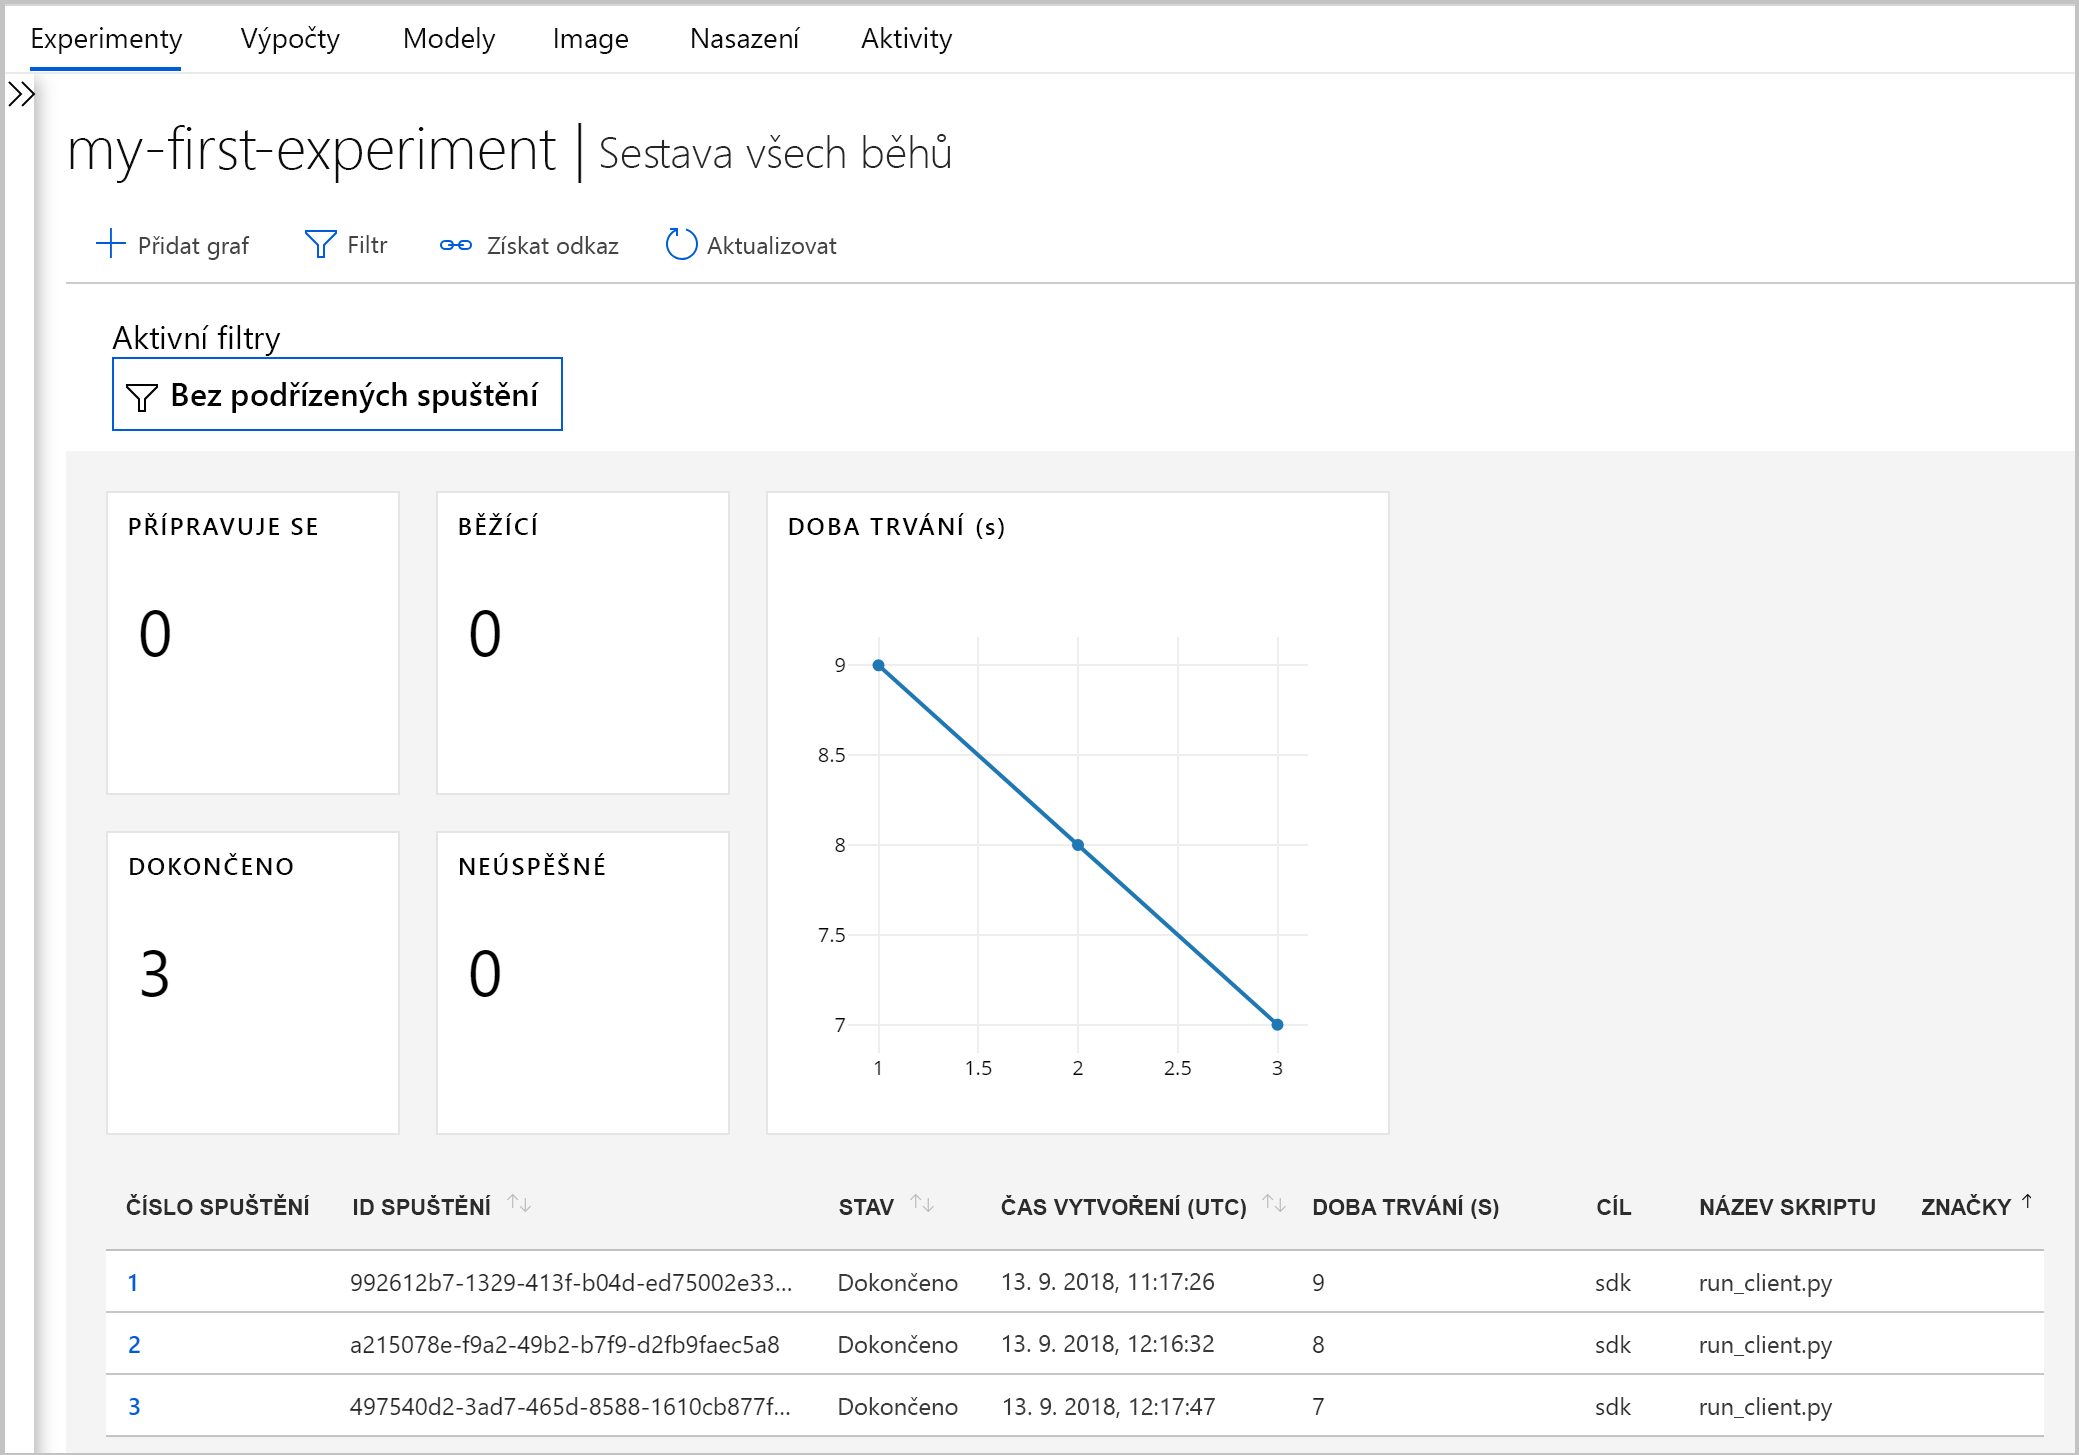 Experimenty Výpočty Modely Image Nasazení Aktivity
my-first-experiment | Sestava všech běhů
Přidat graf Filtr Získat odkaz Aktualizovat
Aktivní filtry
Bez podřízených spuštění
PŘÍPRAVUJE SE
0
BĚŽÍCÍ
0
DOKONČENO
3
NEÚSPĚŠNÉ
0
DOBA TRVÁNÍ (s)
9
8.5
8
7.5
7
1 1.5 2 2.5 3
ČÍSLO SPUŠTĚNÍ ID SPUŠTĚNÍ STAV ČAS VYTVOŘENÍ (UTC) DOBA TRVÁNÍ (S) CÍL NÁZEV SKRIPTU ZNAČKY
1 992612b7-1329-413f-b04d-ed75002e33... Dokončeno 13. 9. 2018, 11:17:26 9 sdk run_client.py
2 a215078e-f9a2-49b2-b7f9-d2fb9faec5a8 Dokončeno 13. 9. 2018, 12:16:32 8 sdk run_client.py
3 497540d2-3ad7-465d-8588-1610cb877f... Dokončeno 13. 9. 2018, 12:17:47 7 sdk run_client.py